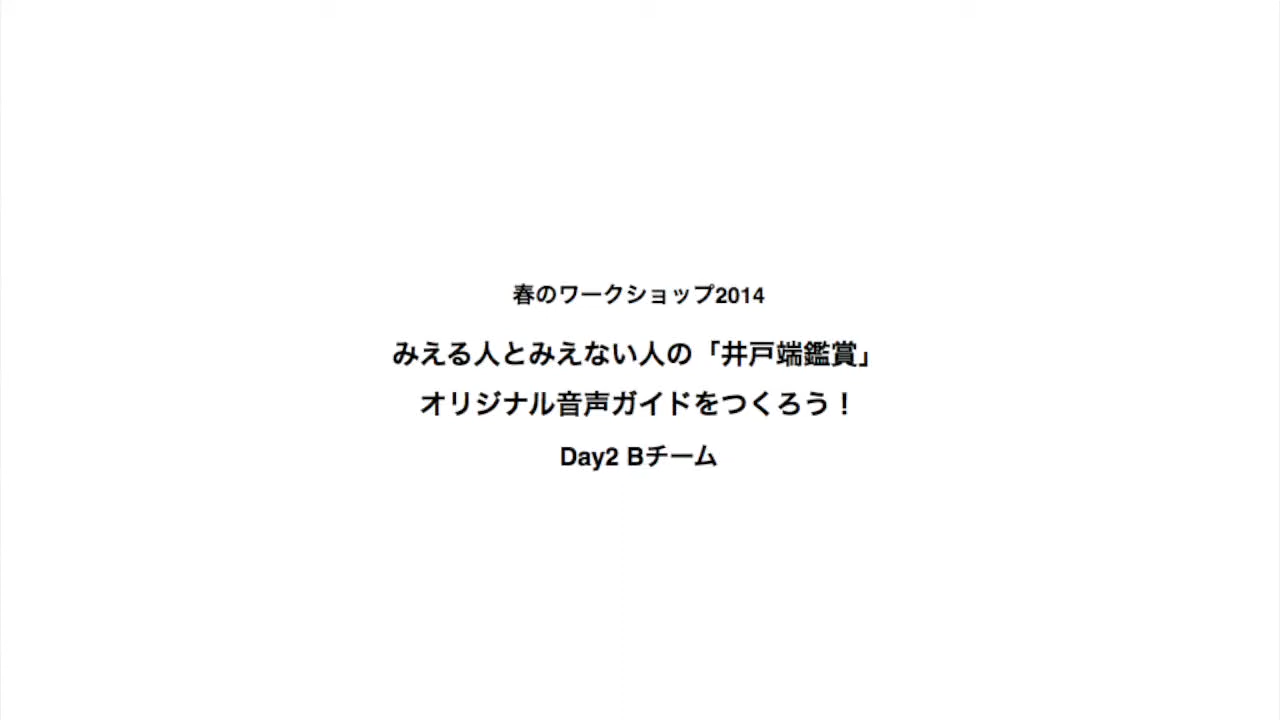 春のワークショップ2014
みえる人とみえない人の「井戸端鑑賞」
オリジナル音声ガイドをつくろう！
Day2 Bチーム